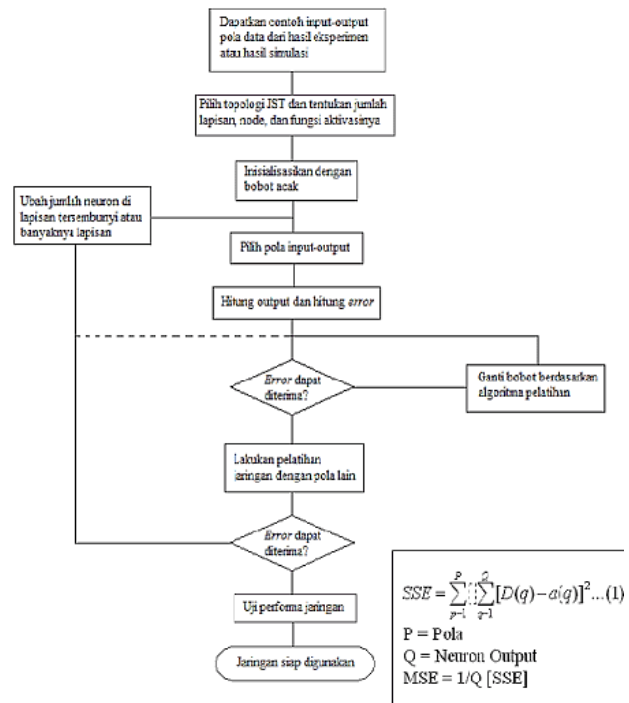 Dapatkan contoh input-output
pola data dari hasil eksperimen
atau hasil simulasi
Pilih topologi JST dan tentukan jumlah
lapisan, node, dan fungsi aktivasinya
Inisialisasikan dengan
bobot acak
Ubah jumlah neuron di
lapisan tersembunyi atau
banyaknya lapisan
Pilih pola input-output
Hitung output dan hitung error
Error dapat
diterima?
Ganti bobot berdasarkan
algoritma pelatihan
Lakukan pelatihan
jaringan dengan pola lain
Error dapat
diterima?
Uji performa jaringan
Jaringan siap digunakan
SSE = ∑ p=1 P ∑ q=1 Q [D(q) – a(q)]² ...(1)
P = Pola
Q = Neuron Output
MSE = 1/Q [SSE]